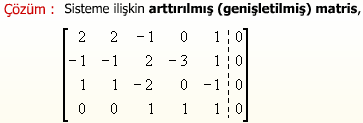 Çözüm : Sisteme ilişkin arttırılmış (genişletilmiş) matris,
2 2 -1 0 1 0
-1 -1 2 -3 1 0
1 1 -2 0 -1 0
0 0 1 1 1 0